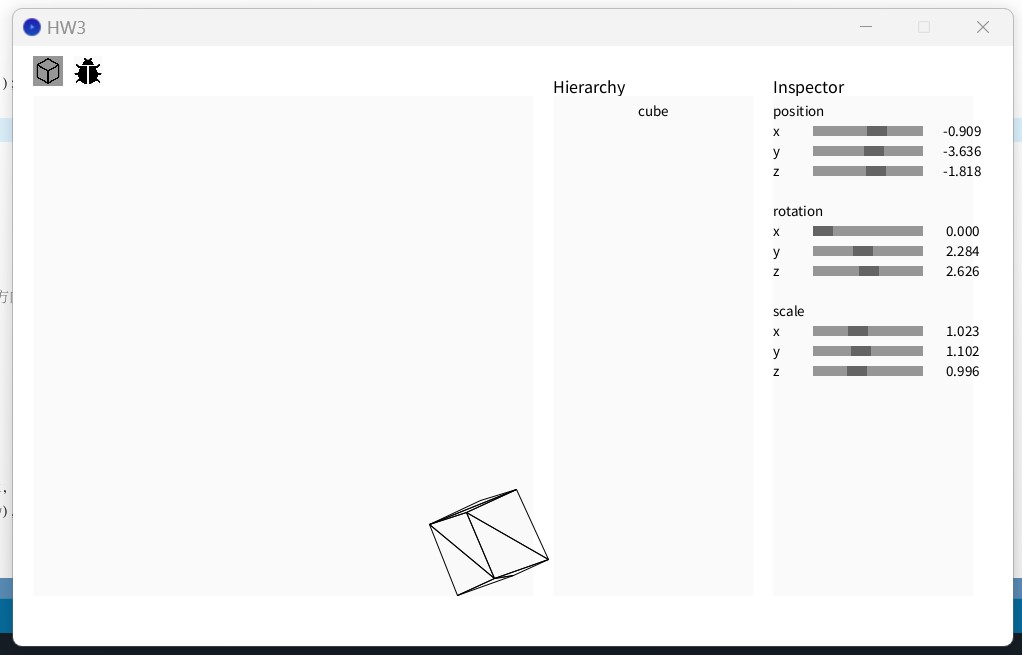 HW3
Hierarchy
Inspector
cube
position
x -0.909
y -3.636
z -1.818
rotation
x 0.000
y 2.284
z 2.626
scale
x 1.023
y 1.102
z 0.996